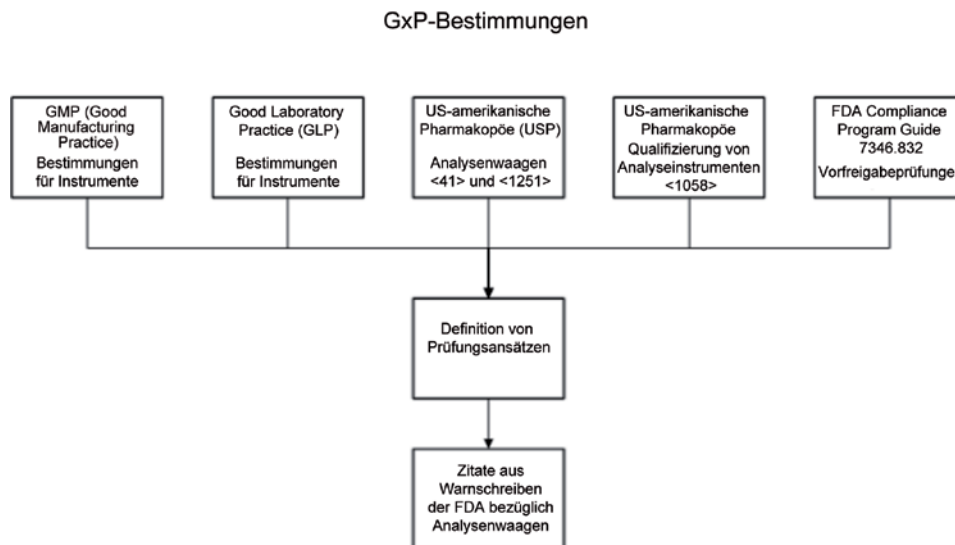 GxP-Bestimmungen
GMP (Good
Manufacturing
Practice)
Bestimmungen
für Instrumente
Good Laboratory
Practice (GLP)
Bestimmungen
für Instrumente
US-amerikanische
Pharmakopöe (USP)
Analysenwaagen
<41> und <1251>
US-amerikanische
Pharmakopöe
Qualifizierung von
Analyseinstrumenten
<1058>
FDA Compliance
Program Guide
7346.832
Vorfreigabeprüfunge
Definition von
Prüfungsansätzen
Zitate aus
Warnschreiben
der FDA bezüglich
Analysenwaagen